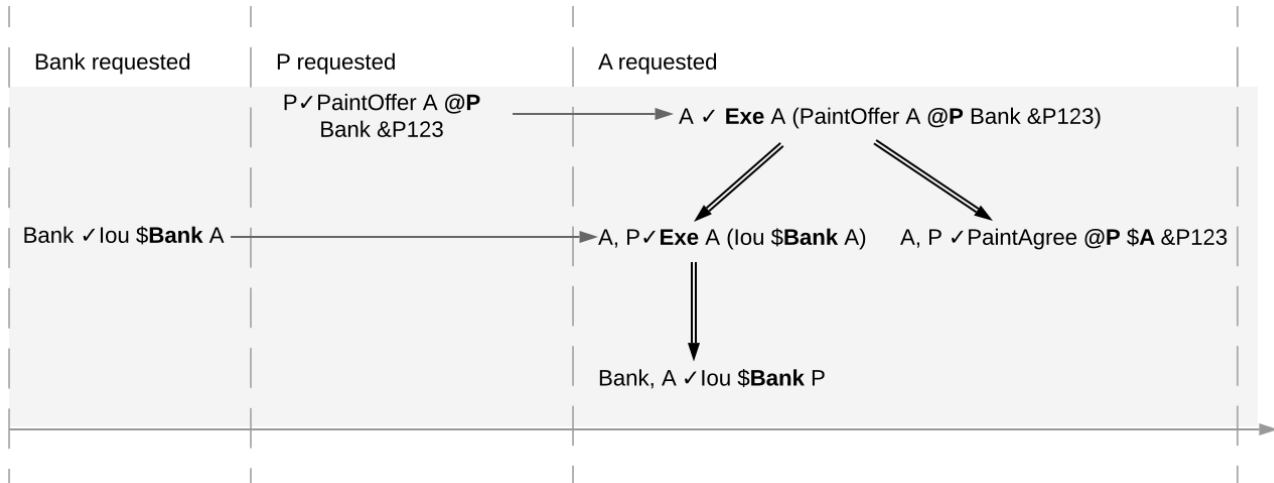 Bank requested
P requested
A requested
P✓PaintOffer A @P
Bank &P123
A ✓ Exe A (PaintOffer A @P Bank &P123)
Bank ✓Iou $Bank A
A, P✓Exe A (Iou $Bank A)
A, P ✓PaintAgree @P $A &P123
Bank, A ✓Iou $Bank P